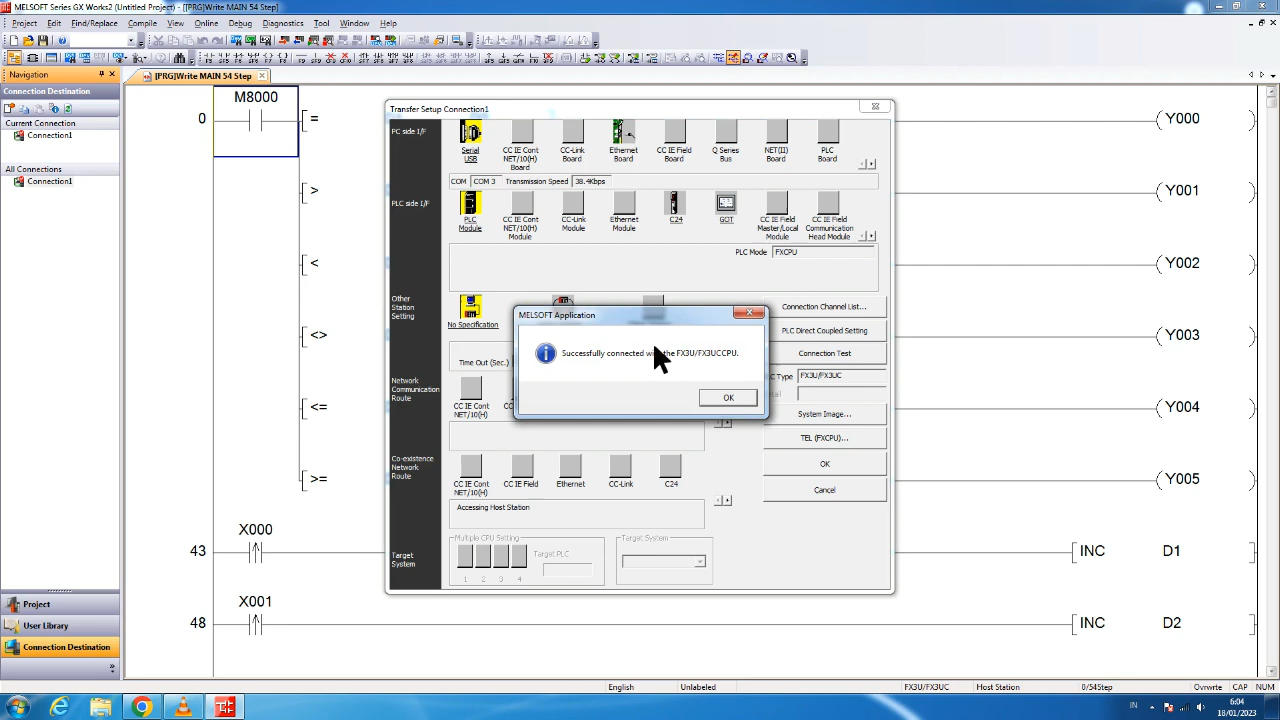 MELSOFT Series GX Works2 (Untitled Project) - [[PRG]Write MAIN 54 Step]
Project Edit Find/Replace Compile View Online Debug Diagnostics Tool Window Help
Navigation
[PRG]Write MAIN 54 Step
Connection Destination
Current Connection
Connection1
All Connections
Connection1
Project
User Library
Connection Destination
M8000
0 = Y000
> Y001
< Y002
<> Y003
<= Y004
>= Y005
X000
43 INC D1
X001
48 INC D2
Transfer Setup Connection1
PC side I/F
Serial USB
CC IE Cont NET/10(H) Board
CC-Link Board
Ethernet Board
CC IE Field Board
Q Series Bus
NET(II) Board
PLC Board
COM COM 3 Transmission Speed 38.4Kbps
PLC side I/F
PLC Module
CC IE Cont NET/10(H) Module
CC-Link Module
Ethernet Module
C24
GOT
CC IE Field Master/Local Module
CC IE Field Communication Head Module
PLC Mode FXCPU
Other Station Setting
No Specification
Time Out (Sec.)
Connection Channel List...
PLC Direct Coupled Setting
Connection Test
FX3U/FX3UC
System Image...
TEL (FXCPU)...
OK
Cancel
MELSOFT Application
Successfully connected with the FX3U/FX3UCCPU.
OK
Network Communication Route
CC IE Cont NET/10(H)
Co-existence Network Route
CC IE Cont NET/10(H)
CC IE Field
Ethernet
CC-Link
C24
Accessing Host Station
Target System
Multiple CPU Setting
1 2 3 4
Target PLC
Target System
English Unlabeled FX3U/FX3UC Host Station 0/54Step Ovrwrte CAP NUM
IN
6:04
18/01/2023